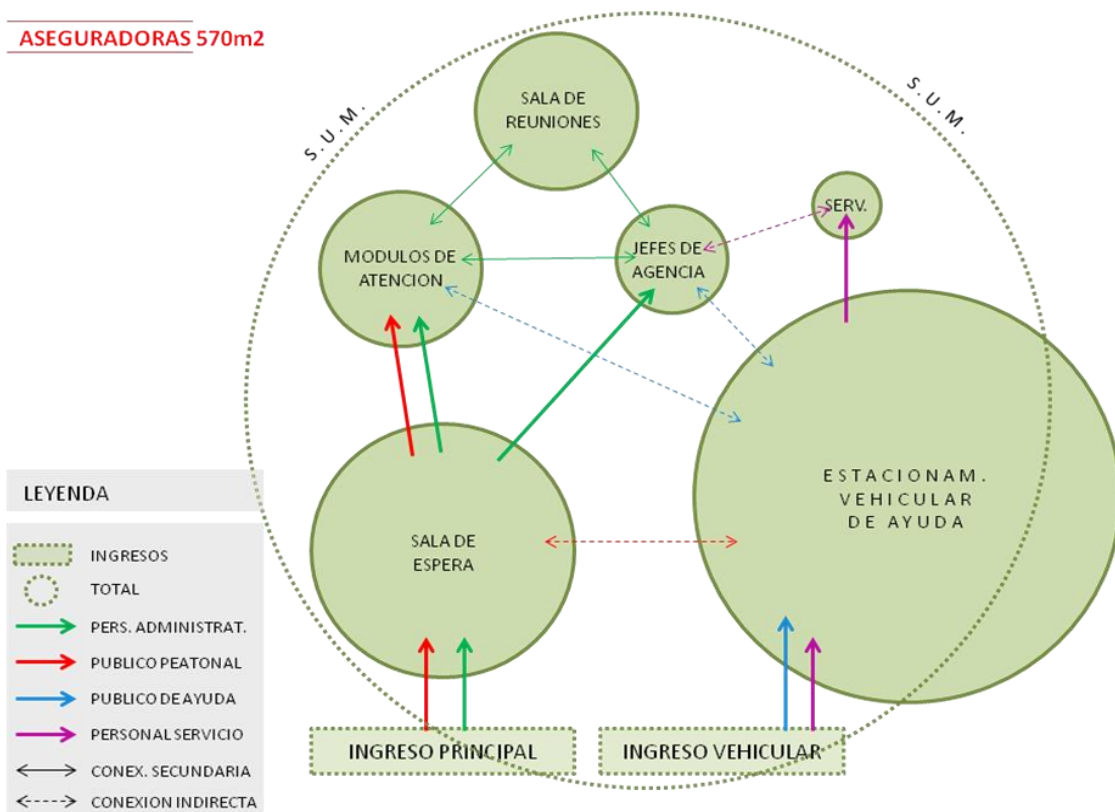 ASEGURADORAS 570m2
S.U.M.
S.U.M.
SALA DE
REUNIONES
SERV.
MODULOS DE
ATENCION
JEFES DE
AGENCIA
ESTACIONAM.
VEHICULAR
DE AYUDA
SALA DE
ESPERA
INGRESO PRINCIPAL
INGRESO VEHICULAR
LEYENDA
INGRESOS
TOTAL
PERS. ADMINISTRAT.
PUBLICO PEATONAL
PUBLICO DE AYUDA
PERSONAL SERVICIO
CONEX. SECUNDARIA
CONEXION INDIRECTA